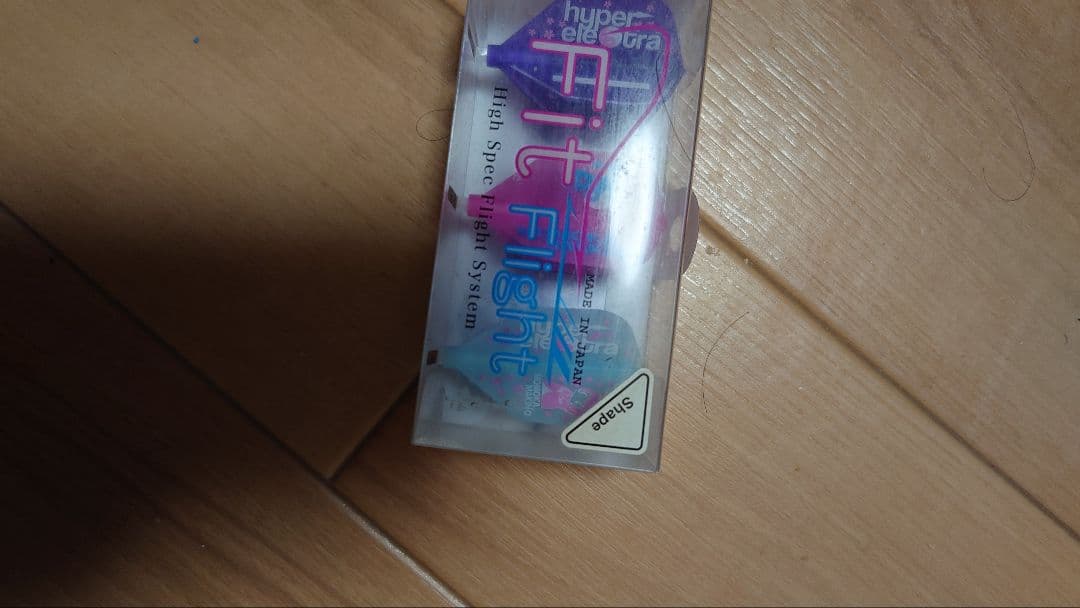 hyper
electra
Fit
Flight
High Spec Flight System
MADE IN JAPAN
Shape